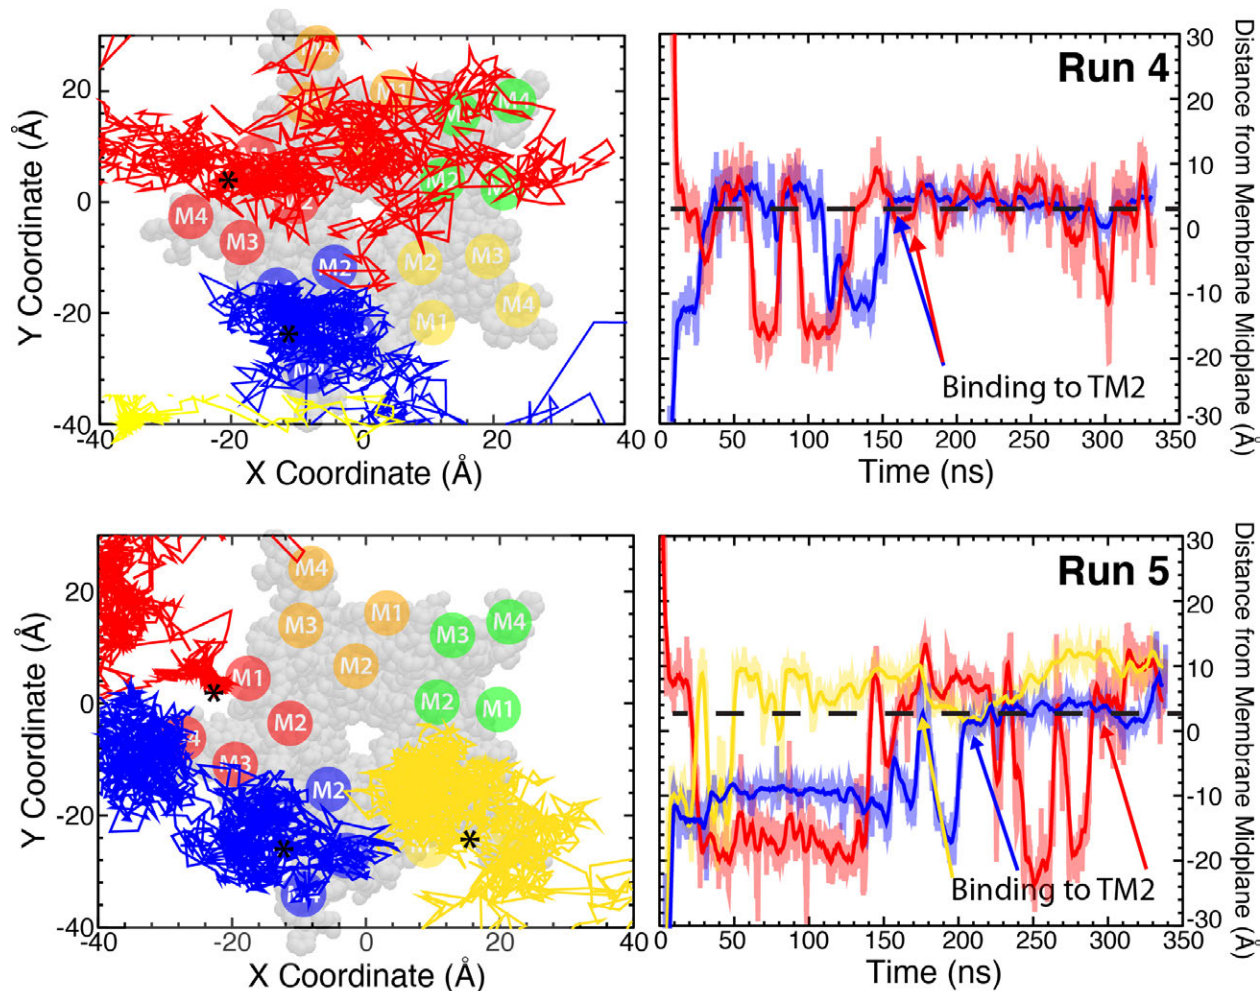 Run 4
Y Coordinate (Å)
20
0
-20
-40
-40
-20
0
20
40
X Coordinate (Å)
M4
M1
M4
M2
M4
M3
M2
M2
M3
M4
M1
30
20
10
0
-10
-20
-30
Distance from Membrane Midplane (Å)
Binding to TM2
0
50
100
150
200
250
300
350
Time (ns)
Run 5
Y Coordinate (Å)
20
0
-20
-40
-40
-20
0
20
40
X Coordinate (Å)
M4
M3
M1
M2
M3
M4
M2
M1
M1
M2
M3
M2
30
20
10
0
-10
-20
-30
Distance from Membrane Midplane (Å)
Binding to TM2
0
50
100
150
200
250
300
350
Time (ns)